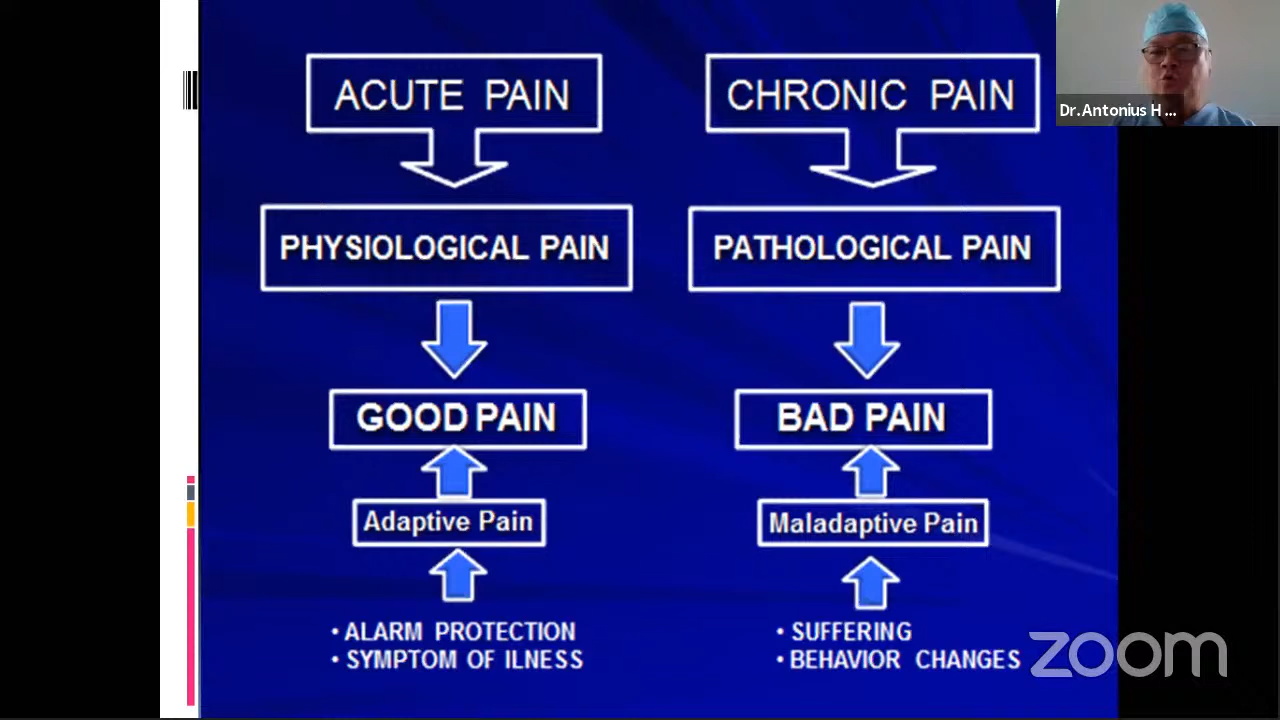 ACUTE PAIN
CHRONIC PAIN
Dr.Antonius H ...
PHYSIOLOGICAL PAIN
PATHOLOGICAL PAIN
GOOD PAIN
BAD PAIN
Adaptive Pain
Maladaptive Pain
• ALARM PROTECTION
• SYMPTOM OF ILNESS
• SUFFERING
• BEHAVIOR CHANGES
zoom